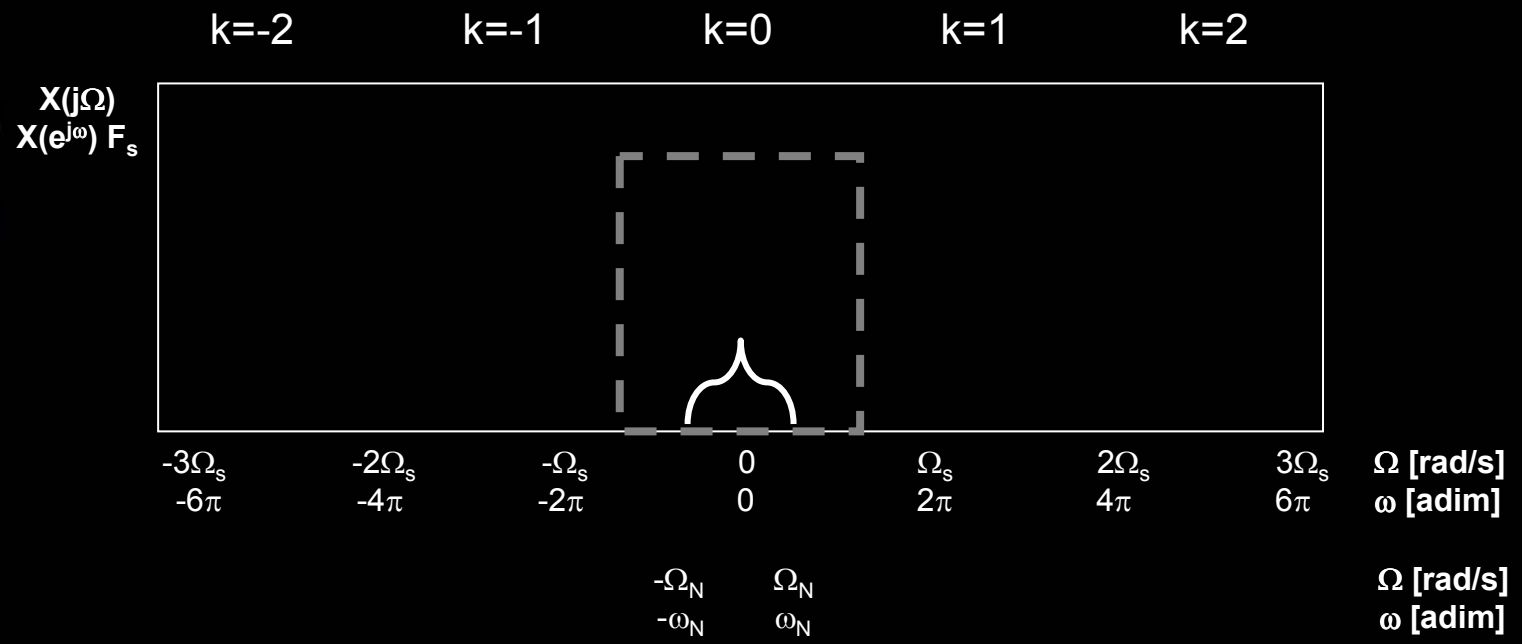 k=-2 k=-1 k=0 k=1 k=2
X(jΩ)
X(e^jω) F_s
-3Ω_s -2Ω_s -Ω_s 0 Ω_s 2Ω_s 3Ω_s Ω [rad/s]
-6π -4π -2π 0 2π 4π 6π ω [adim]
-Ω_N Ω_N Ω [rad/s]
-ω_N ω_N ω [adim]